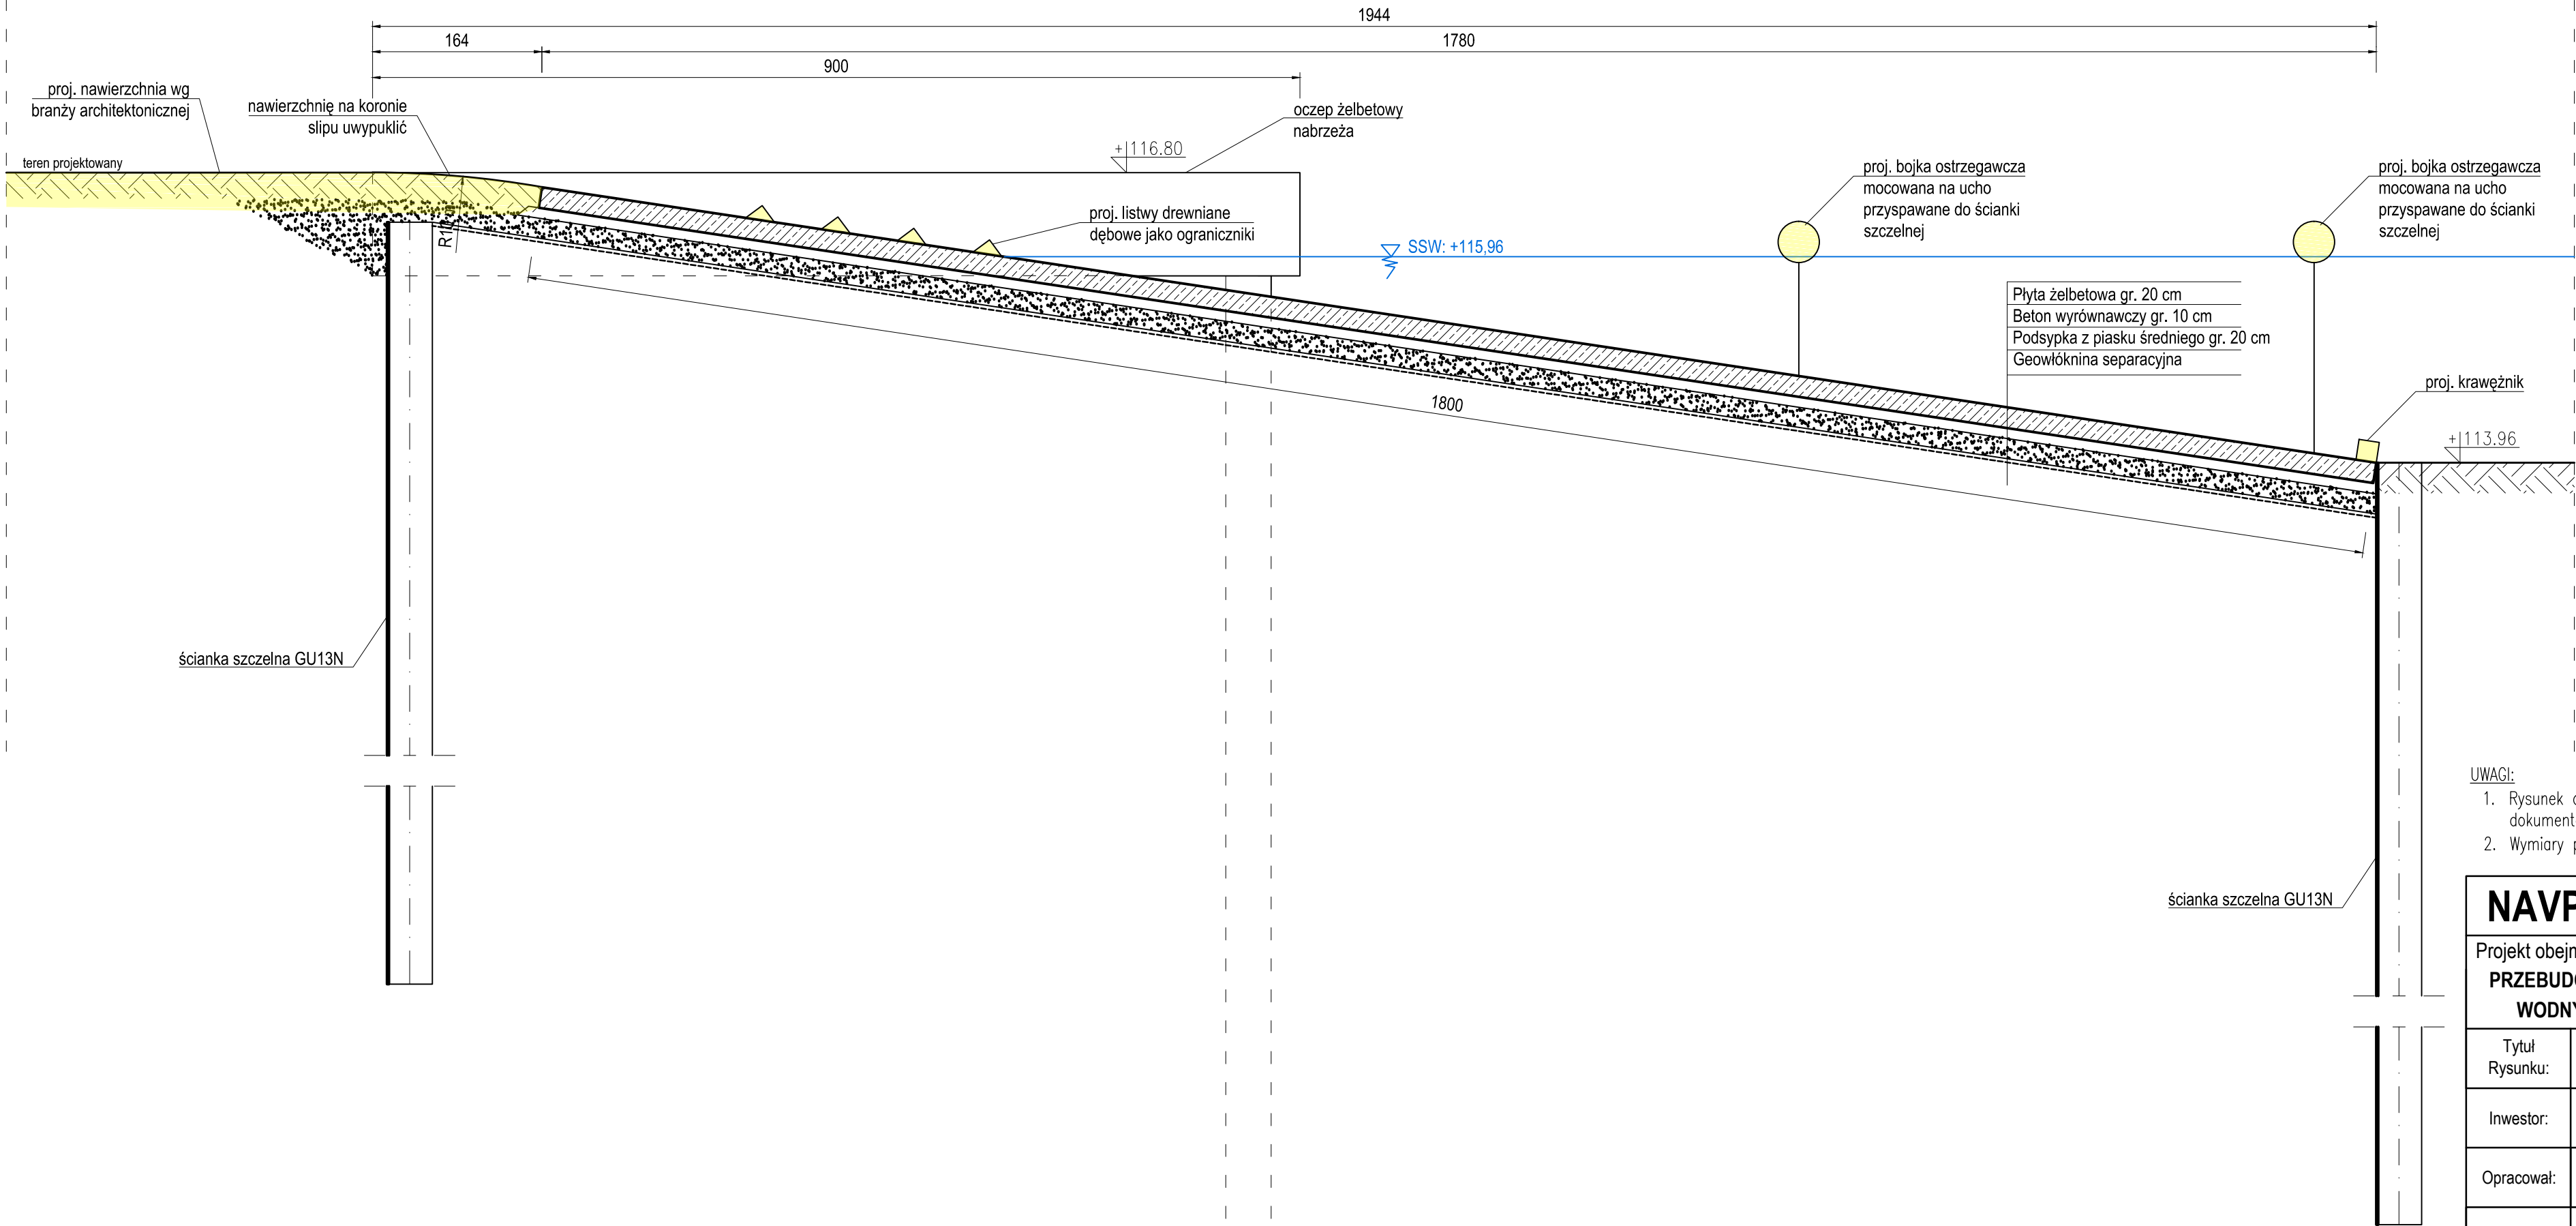 1944
164
1780
900
proj. nawierzchnia wg
branży architektonicznej
nawierzchnię na koronie
slipu uwypuklić
oczep żelbetowy
nabrzeża
+116.80
teren projektowany
proj. bojka ostrzegawcza
mocowana na ucho
przyspawane do ścianki
szczelnej
proj. bojka ostrzegawcza
mocowana na ucho
przyspawane do ścianki
szczelnej
proj. listwy drewniane
dębowe jako ograniczniki
SSW: +115,96
Płyta żelbetowa gr. 20 cm
Beton wyrównawczy gr. 10 cm
Podsypka z piasku średniego gr. 20 cm
Geowłóknina separacyjna
proj. krawężnik
1800
+113.96
ścianka szczelna GU13N
ścianka szczelna GU13N
UWAGI:
1. Rysunek
dokument
2. Wymiary
NAVP
Projekt obejm
PRZEBUDO
WODNY
Tytuł
Rysunku:
Inwestor:
Opracował: